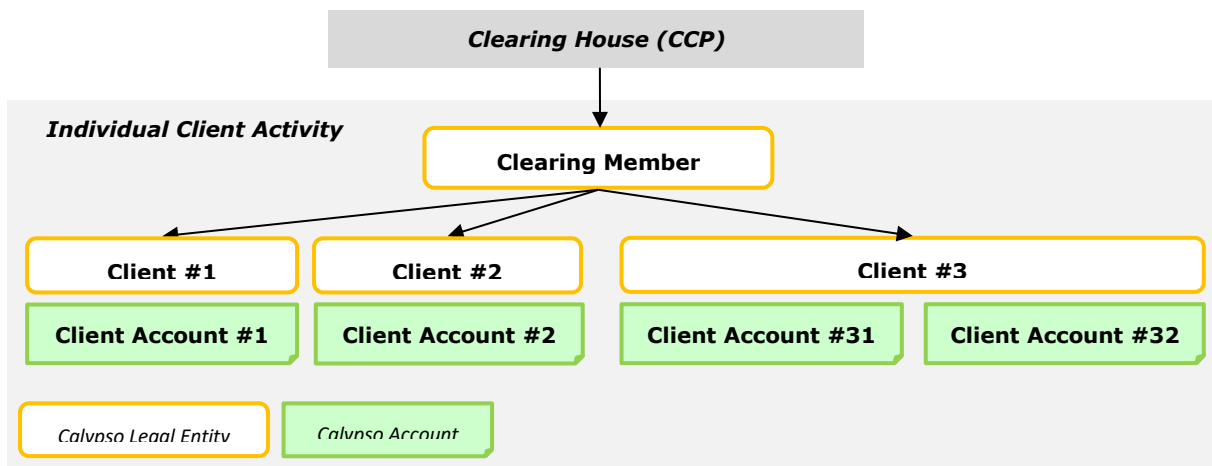 Clearing House (CCP)
Individual Client Activity
Clearing Member
Client #1
Client #2
Client #3
Client Account #1
Client Account #2
Client Account #31
Client Account #32
Calypso Legal Entity
Calypso Account